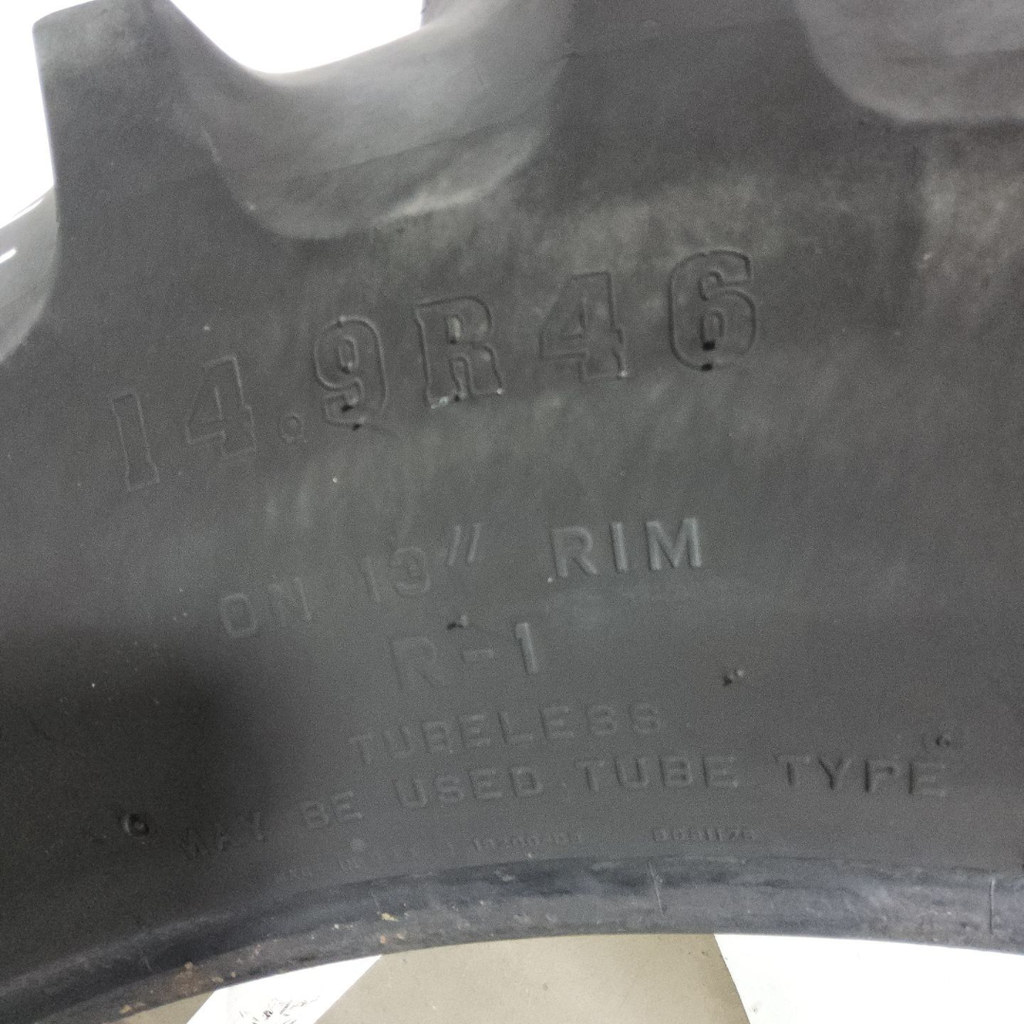 14.9R46
ON 13" RIM
R-1
TUBELESS
MAY BE USED TUBE TYPE